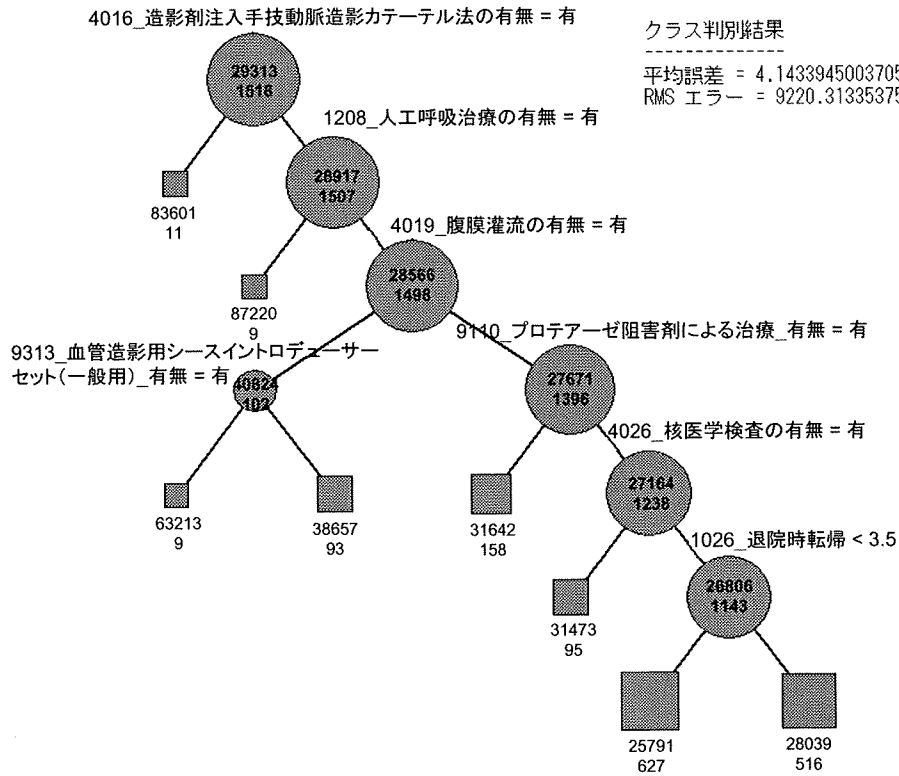 4016_造影剤注入手技動脈造影カテーテル法の有無 = 有
クラス判別結果
--------------
平均誤差 = 4.1433945003705
RMS エラー = 9220.31335375
29313
1518
1208_人工呼吸治療の有無 = 有
83601
11
28917
1507
4019_腹膜灌流の有無 = 有
87220
9
28566
1498
9313_血管造影用シースイントロデューサー
セット(一般用)_有無 = 有
40824
102
9110_プロテアーゼ阻害剤による治療_有無 = 有
27671
1396
63213
9
38657
93
4026_核医学検査の有無 = 有
31642
158
27164
1238
1026_退院時転帰 < 3.5
31473
95
26806
1143
25791
627
28039
516